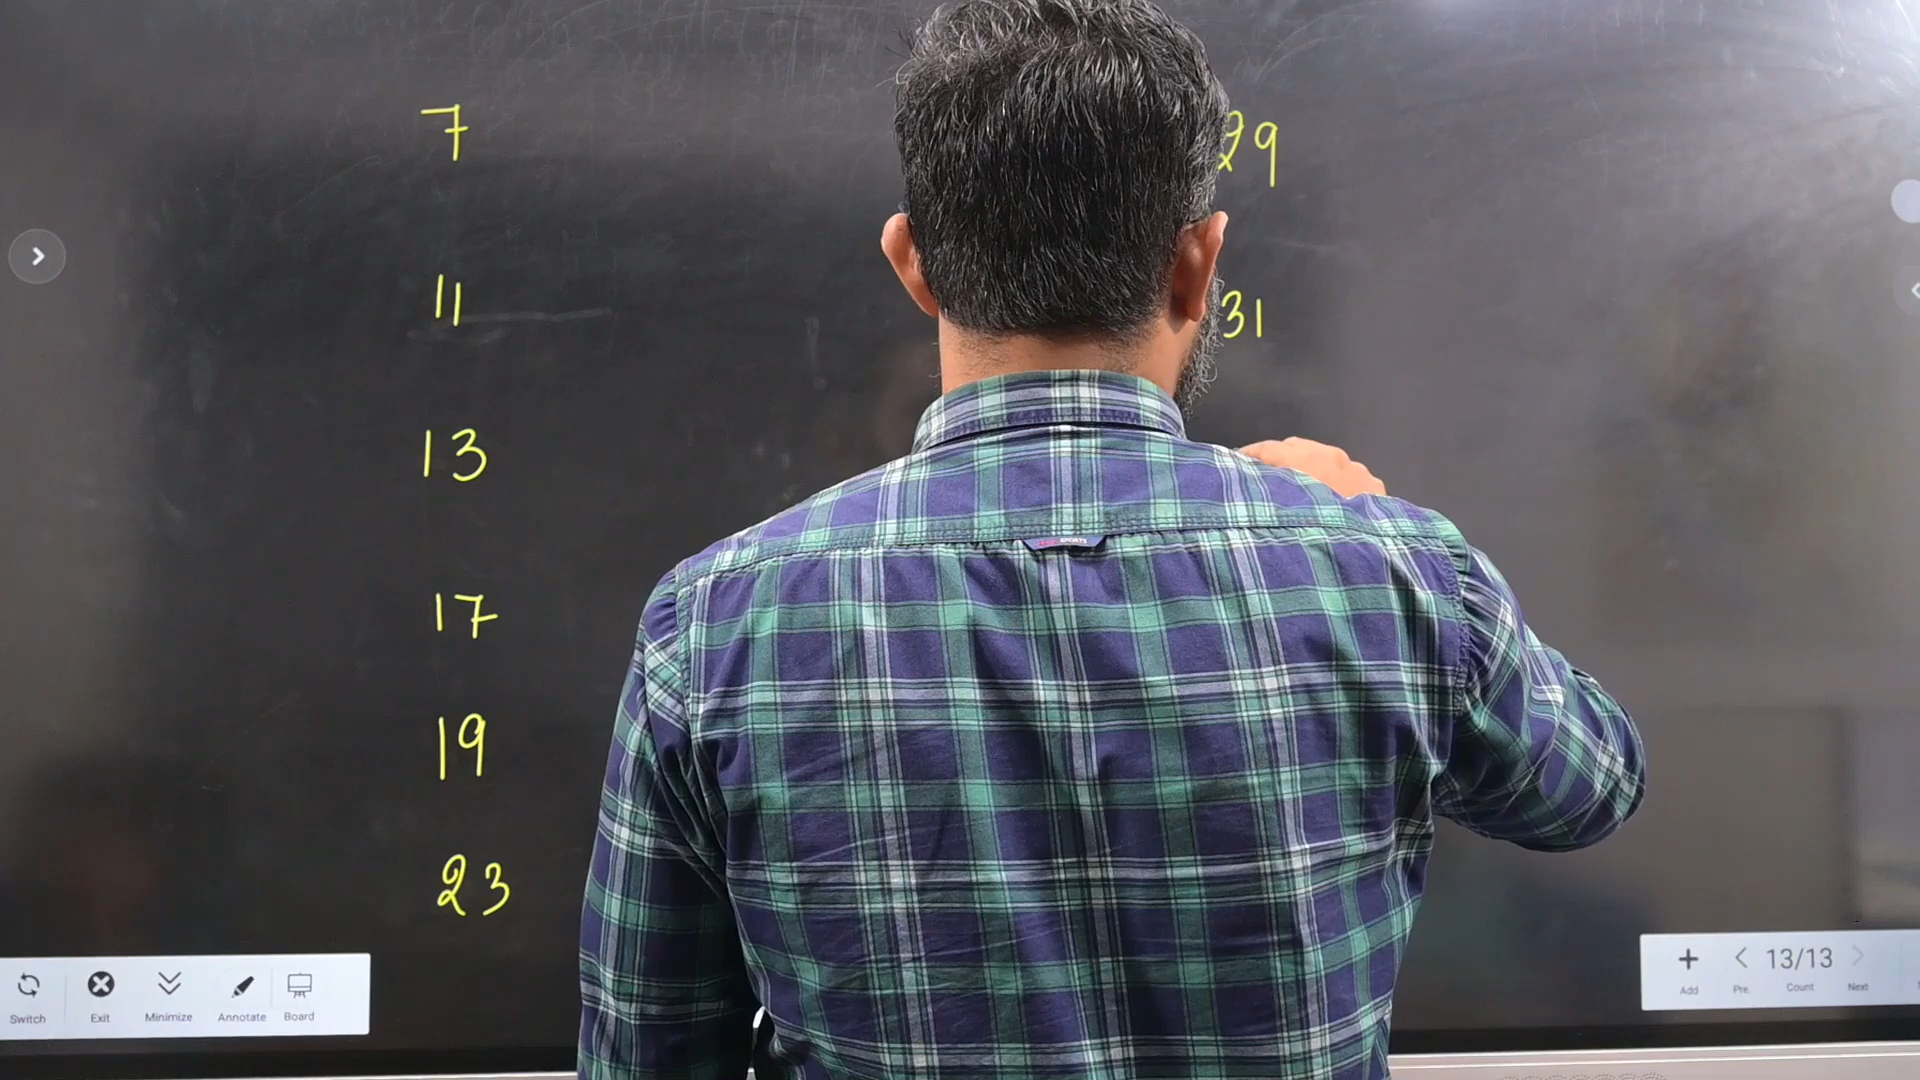 7
11
13
17
19
23
29
31
SPORTS
Switch
Exit
Minimize
Annotate
Board
Add
Pre.
13/13
Count
Next